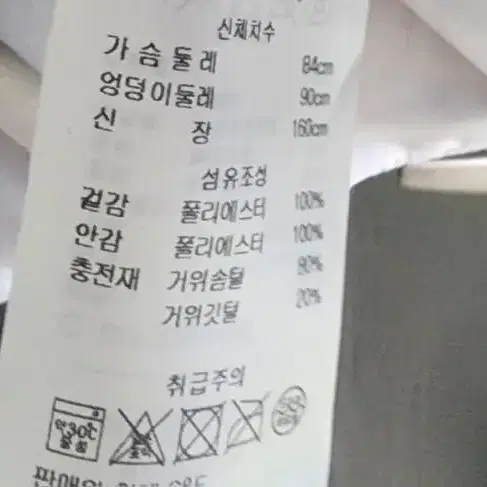 신체치수
가슴둘레 84cm
엉덩이둘레 90cm
신장 160cm
섬유조성
겉감 폴리에스터 100%
안감 폴리에스터 100%
충전재 거위솜털 80%
거위깃털 20%
취급주의
약30℃
중성